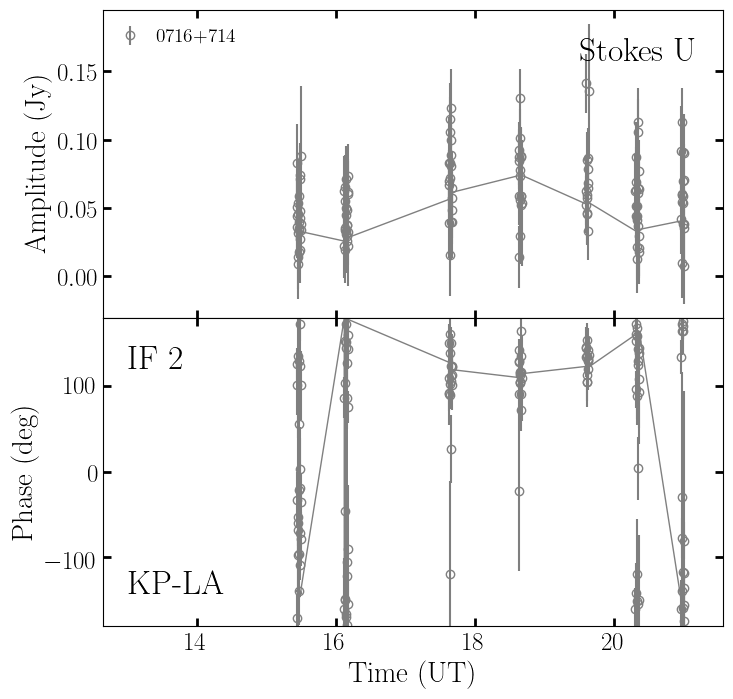 0716+714
Stokes U
0.15
0.10
0.05
0.00
Amplitude (Jy)
IF 2
100
0
−100
Phase (deg)
KP-LA
14 16 18 20
Time (UT)